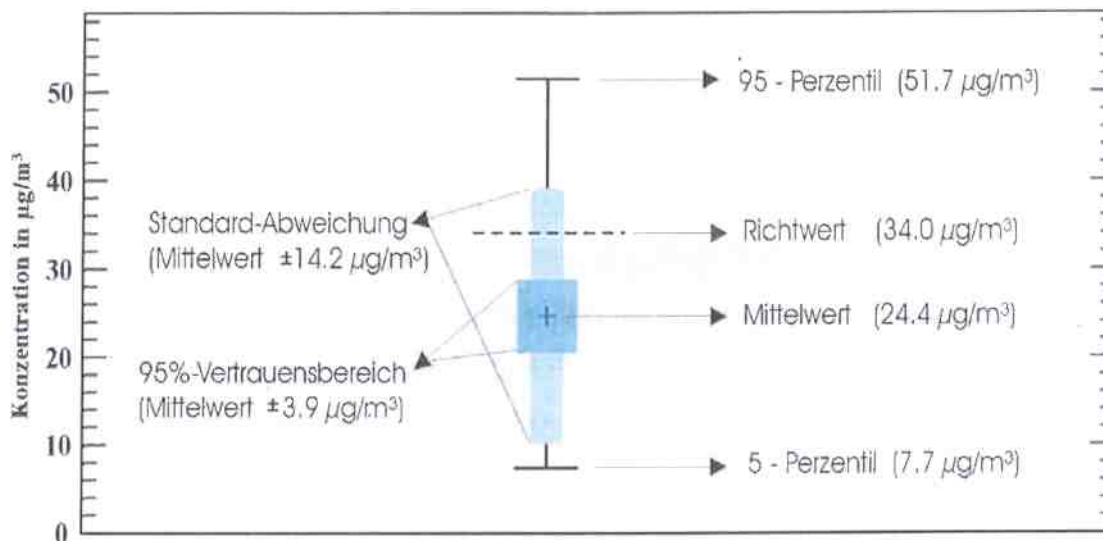 Konzentration in µg/m³
50
40
30
20
10
0
Standard-Abweichung
(Mittelwert ±14.2 µg/m³)
95%-Vertrauensbereich
(Mittelwert ±3.9 µg/m³)
95 - Perzentil (51.7 µg/m³)
Richtwert (34.0 µg/m³)
Mittelwert (24.4 µg/m³)
5 - Perzentil (7.7 µg/m³)